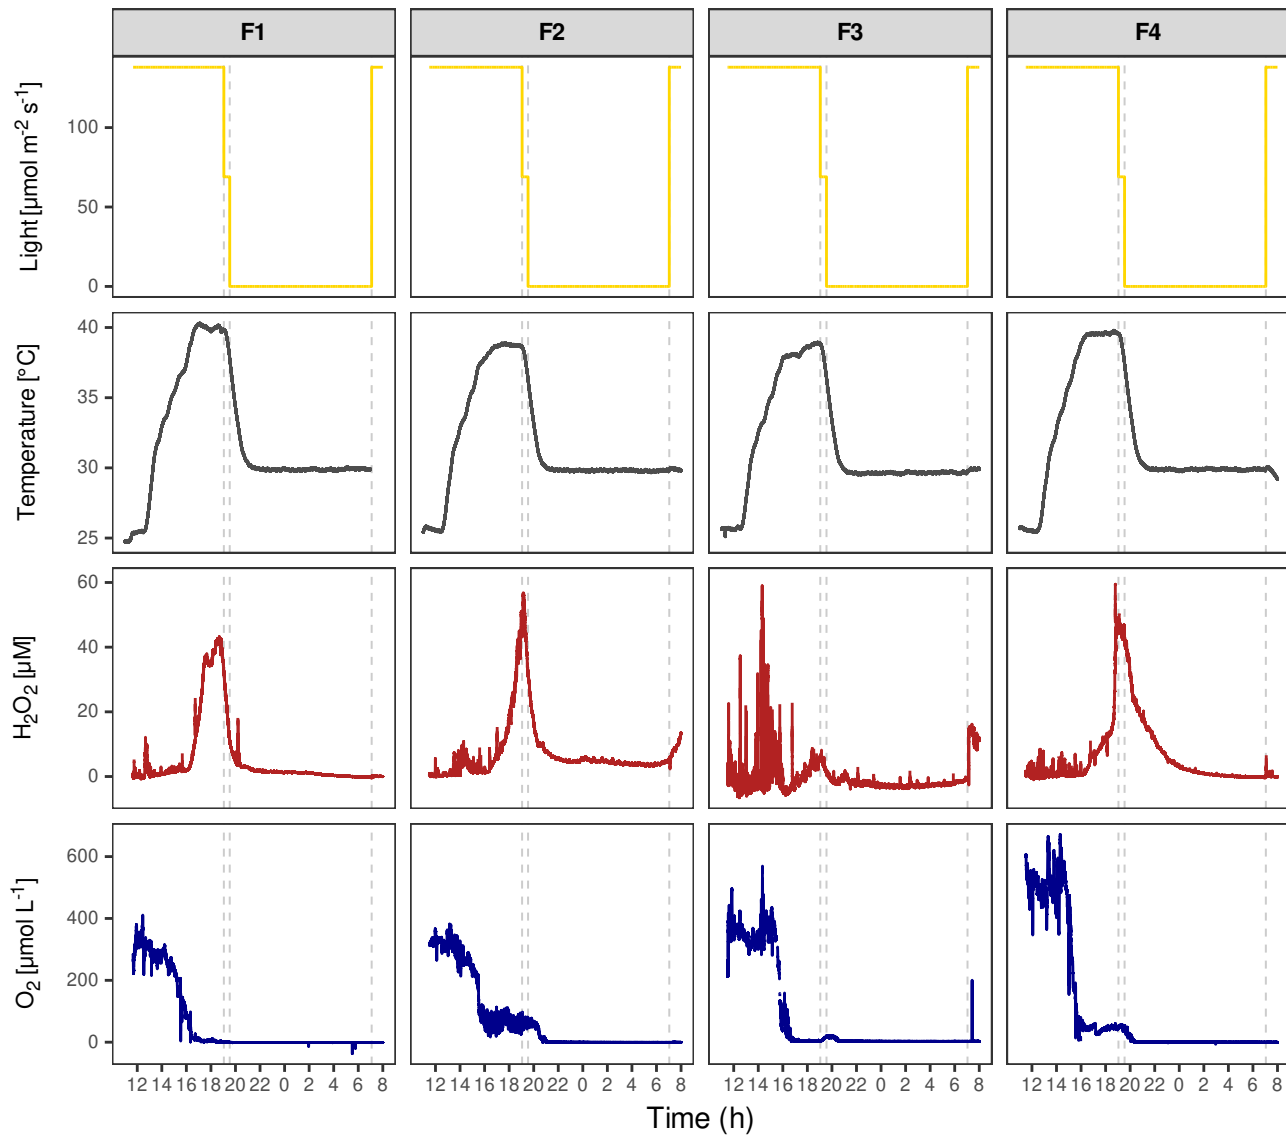 F1 F2 F3 F4
Light [µmol m⁻² s⁻¹]
100
50
0
Temperature [°C]
40
35
30
25
H₂O₂ [µM]
60
40
20
0
O₂ [µmol L⁻¹]
600
400
200
0
12 14 16 18 20 22 0 2 4 6 8 12 14 16 18 20 22 0 2 4 6 8 12 14 16 18 20 22 0 2 4 6 8 12 14 16 18 20 22 0 2 4 6 8
Time (h)